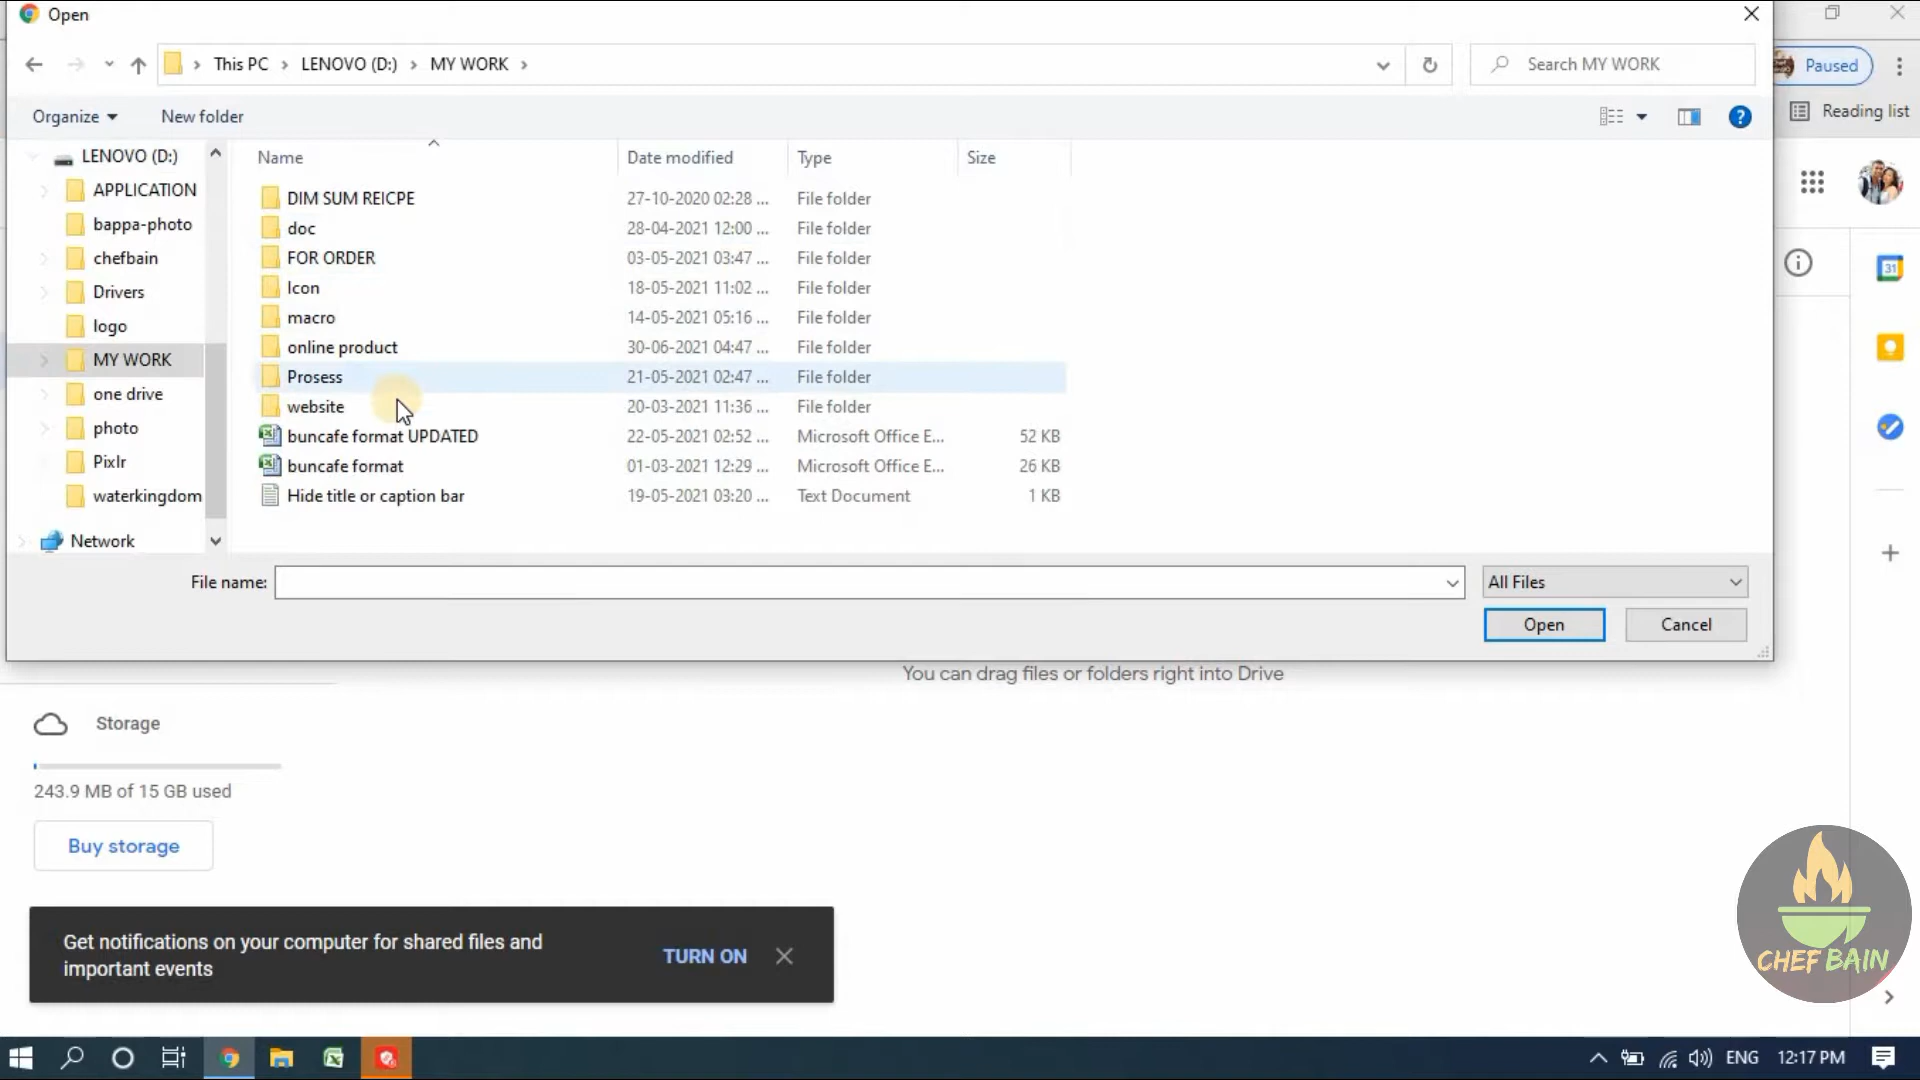 Open
This PC
LENOVO (D:)
MY WORK
Search MY WORK
Paused
Organize
New folder
Reading list
Name
Date modified
Type
Size
LENOVO (D:)
APPLICATION
bappa-photo
chefbain
Drivers
logo
MY WORK
one drive
photo
Pixlr
waterkingdom
Network
DIM SUM REICPE 27-10-2020 02:28 ... File folder
doc 28-04-2021 12:00 ... File folder
FOR ORDER 03-05-2021 03:47 ... File folder
Icon 18-05-2021 11:02 ... File folder
macro 14-05-2021 05:16 ... File folder
online product 30-06-2021 04:47 ... File folder
Prosess 21-05-2021 02:47 ... File folder
website 20-03-2021 11:36 ... File folder
buncafe format UPDATED 22-05-2021 02:52 ... Microsoft Office E... 52 KB
buncafe format 01-03-2021 12:29 ... Microsoft Office E... 26 KB
Hide title or caption bar 19-05-2021 03:20 ... Text Document 1 KB
31
File name:
All Files
Open
Cancel
You can drag files or folders right into Drive
Storage
243.9 MB of 15 GB used
Buy storage
Get notifications on your computer for shared files and
important events
TURN ON
CHEF BAIN
ENG
12:17 PM